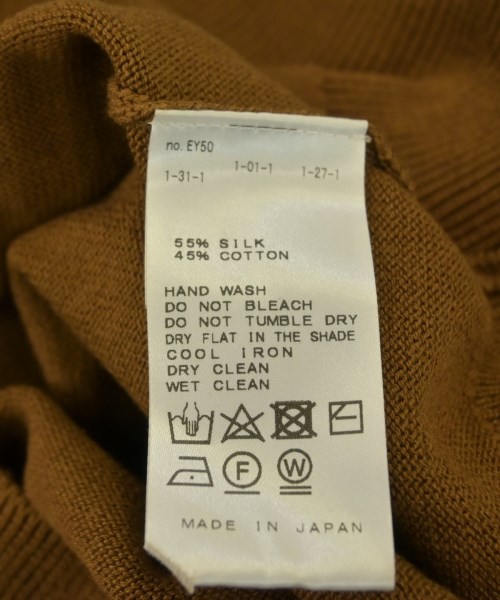 no. EY50
1-31-1 1-01-1 1-27-1
55% SILK
45% COTTON
HAND WASH
DO NOT BLEACH
DO NOT TUMBLE DRY
DRY FLAT IN THE SHADE
COOL IRON
DRY CLEAN
WET CLEAN
F W
MADE IN JAPAN